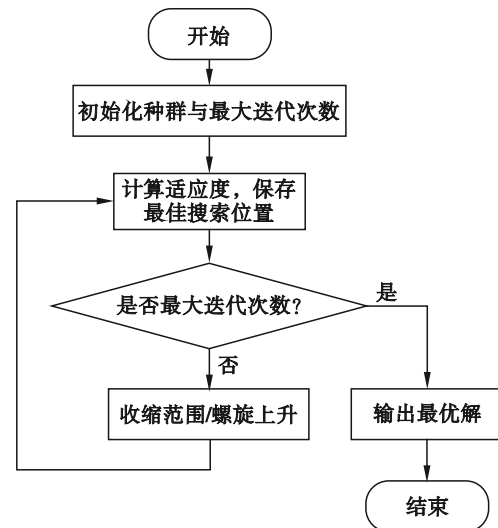 开始
初始化种群与最大迭代次数
计算适应度，保存
最佳搜索位置
是否最大迭代次数?
是
否
收缩范围/螺旋上升
输出最优解
结束